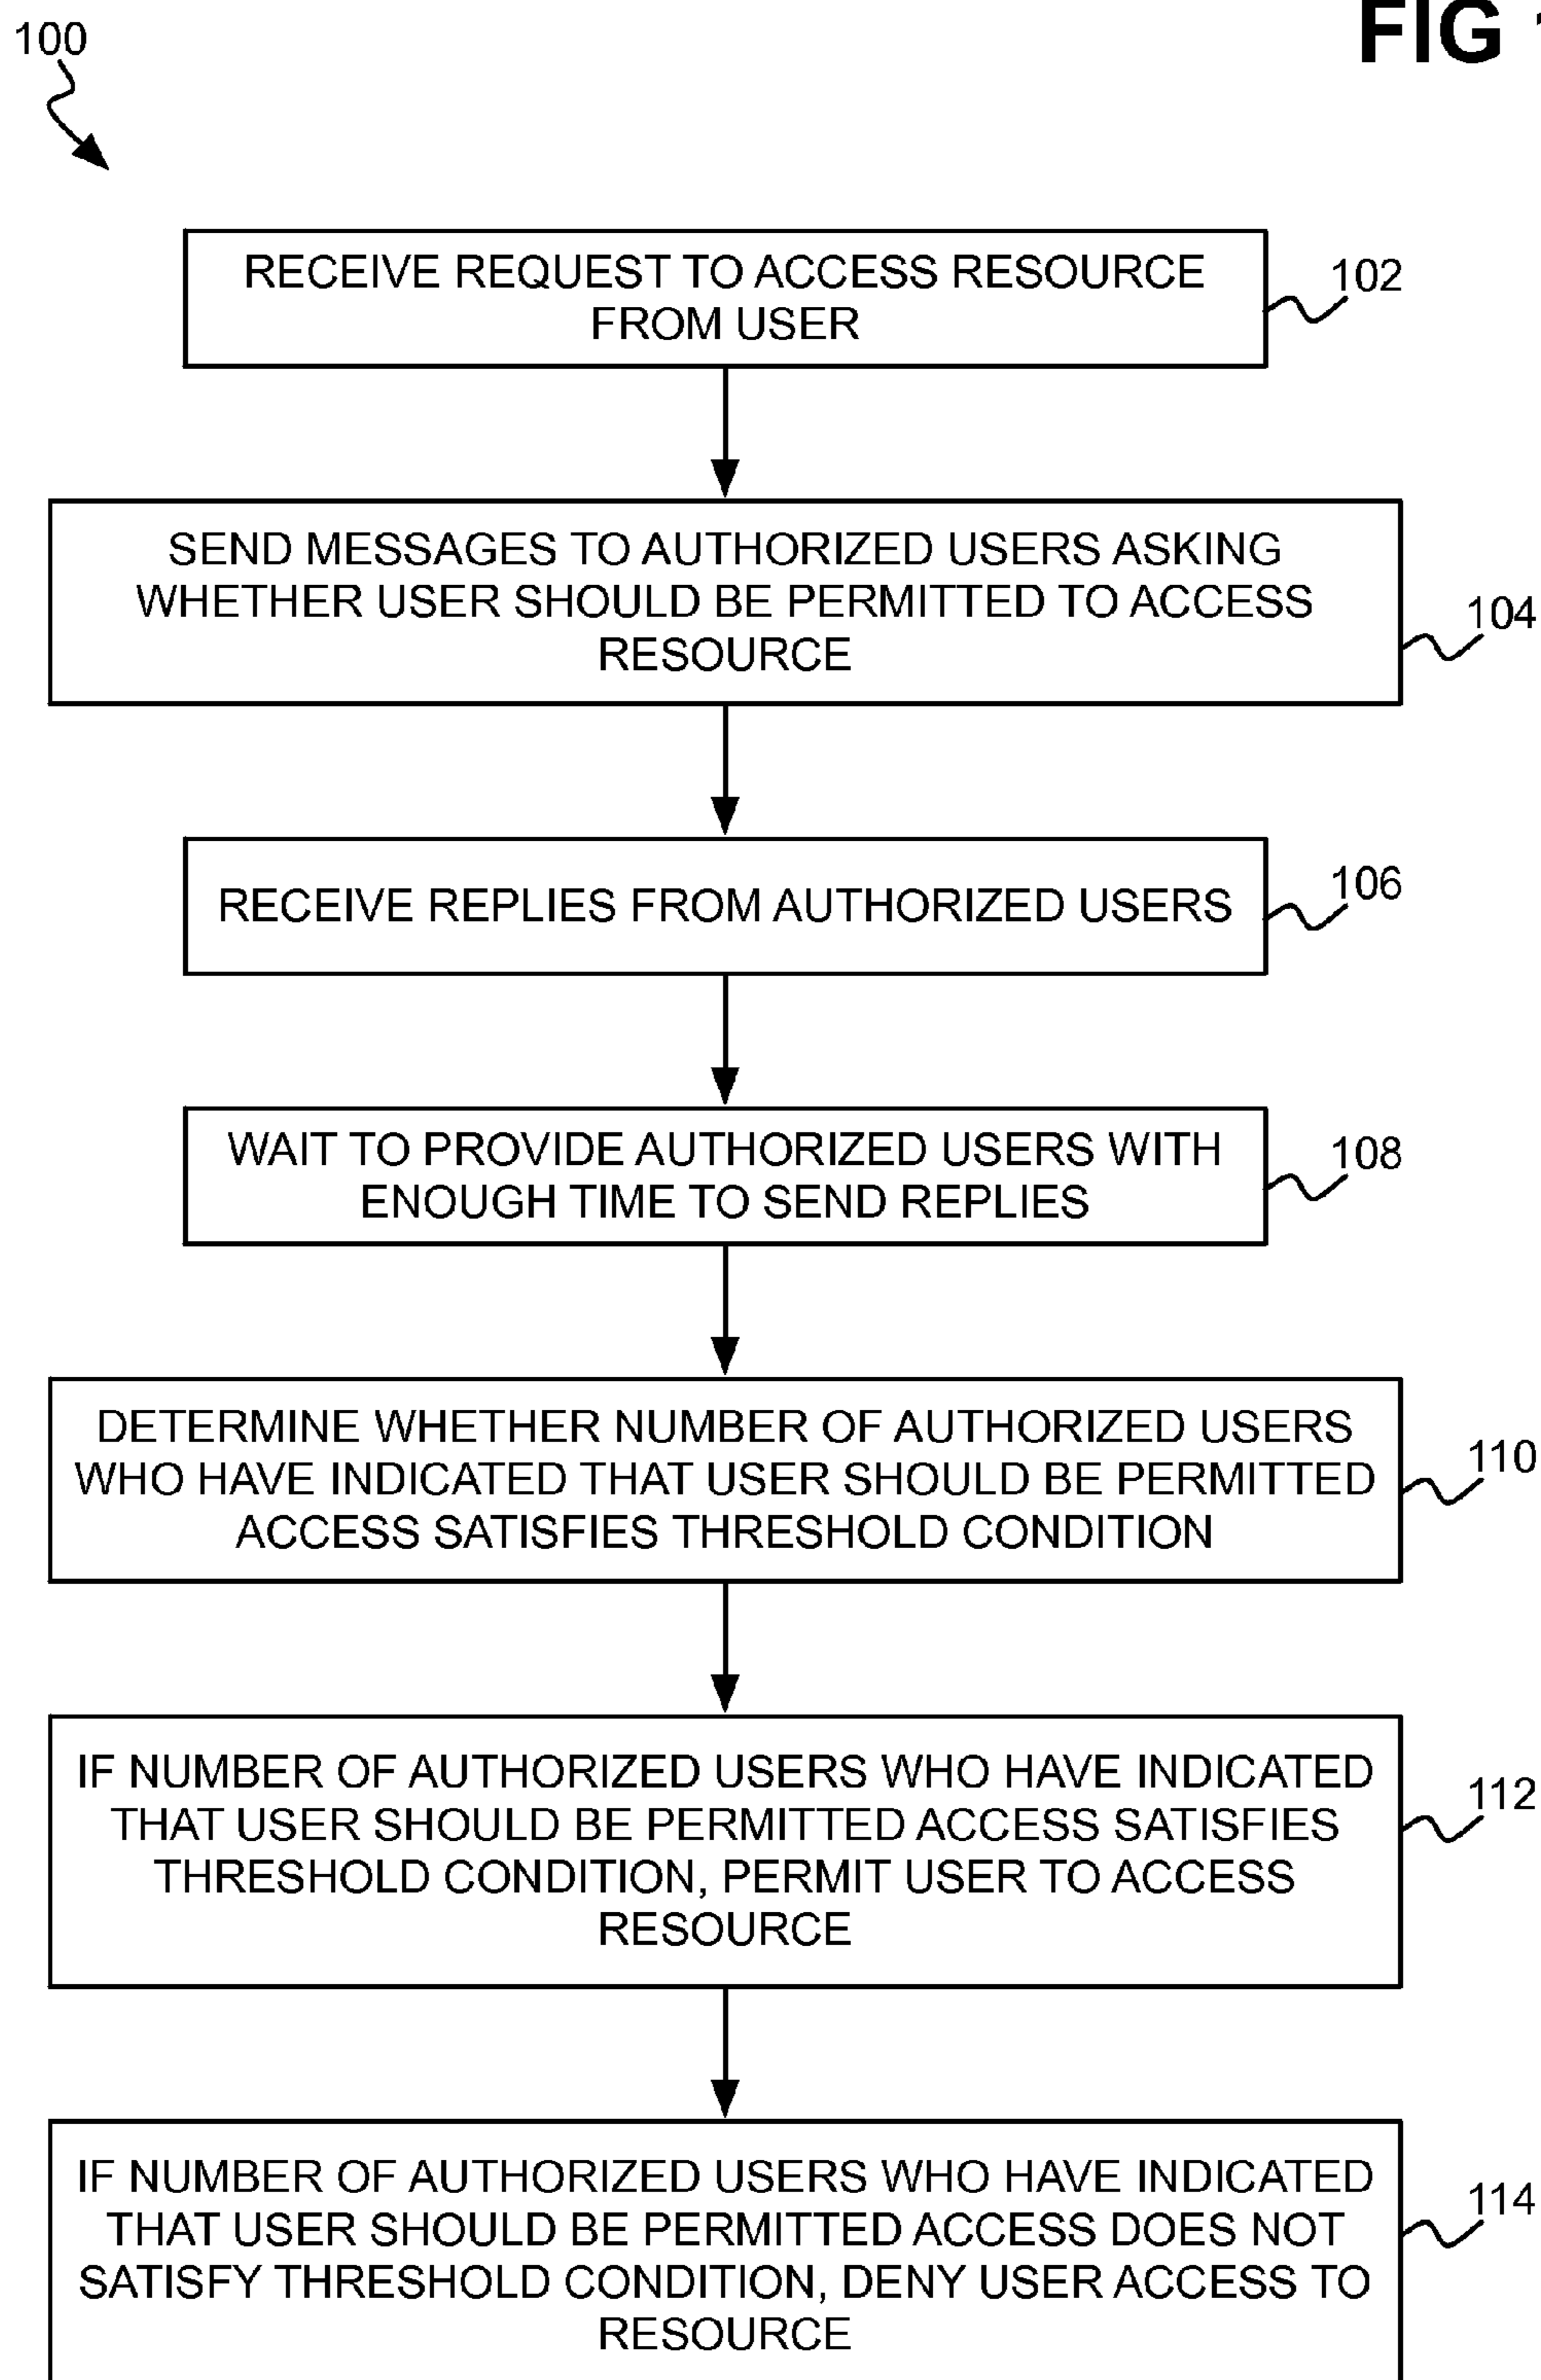 100
FIG
RECEIVE REQUEST TO ACCESS RESOURCE
FROM USER
102
SEND MESSAGES TO AUTHORIZED USERS ASKING
WHETHER USER SHOULD BE PERMITTED TO ACCESS
RESOURCE
104
RECEIVE REPLIES FROM AUTHORIZED USERS
106
WAIT TO PROVIDE AUTHORIZED USERS WITH
ENOUGH TIME TO SEND REPLIES
108
DETERMINE WHETHER NUMBER OF AUTHORIZED USERS
WHO HAVE INDICATED THAT USER SHOULD BE PERMITTED
ACCESS SATISFIES THRESHOLD CONDITION
110
IF NUMBER OF AUTHORIZED USERS WHO HAVE INDICATED
THAT USER SHOULD BE PERMITTED ACCESS SATISFIES
THRESHOLD CONDITION, PERMIT USER TO ACCESS
RESOURCE
112
IF NUMBER OF AUTHORIZED USERS WHO HAVE INDICATED
THAT USER SHOULD BE PERMITTED ACCESS DOES NOT
SATISFY THRESHOLD CONDITION, DENY USER ACCESS TO
RESOURCE
114